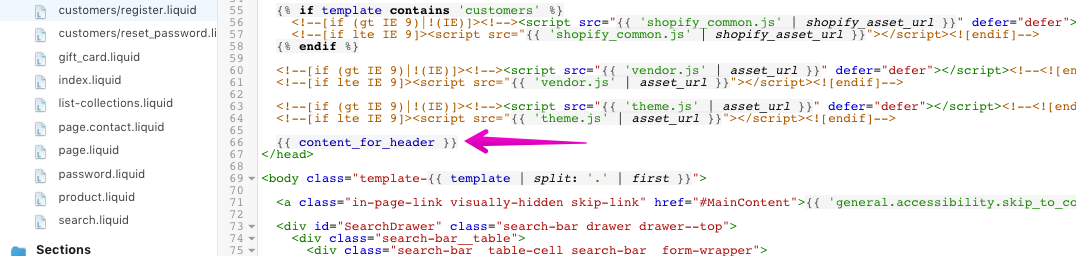 customers/register.liquid
customers/reset_password.li
gift_card.liquid
index.liquid
list-collections.liquid
page.contact.liquid
page.liquid
password.liquid
product.liquid
search.liquid
Sections
55 {% if template contains 'customers' %}
56 <!--[if (gt IE 9)|!(IE)]><!--><script src="{{ 'shopify_common.js' | shopify_asset_url }}" defer="defer">
57 <!--[if lte IE 9]><script src="{{ 'shopify_common.js' | shopify_asset_url }}"></script><![endif]-->
58 {% endif %}
59
60 <!--[if (gt IE 9)|!(IE)]><!--><script src="{{ 'vendor.js' | asset_url }}" defer="defer"></script><!--<![en
61 <!--[if lte IE 9]><script src="{{ 'vendor.js' | asset_url }}"></script><![endif]-->
62
63 <!--[if (gt IE 9)|!(IE)]><!--><script src="{{ 'theme.js' | asset_url }}" defer="defer"></script><!--<![end
64 <!--[if lte IE 9]><script src="{{ 'theme.js' | asset_url }}"></script><![endif]-->
65
66 {{ content_for_header }}
67 </head>
68
69 <body class="template-{{ template | split: '.' | first }}">
70
71 <a class="in-page-link visually-hidden skip-link" href="#MainContent">{{ 'general.accessibility.skip_to_co
72
73 <div id="SearchDrawer" class="search-bar drawer drawer--top">
74 <div class="search-bar__table">
75 <div class="search-bar__table-cell search-bar__form-wrapper">